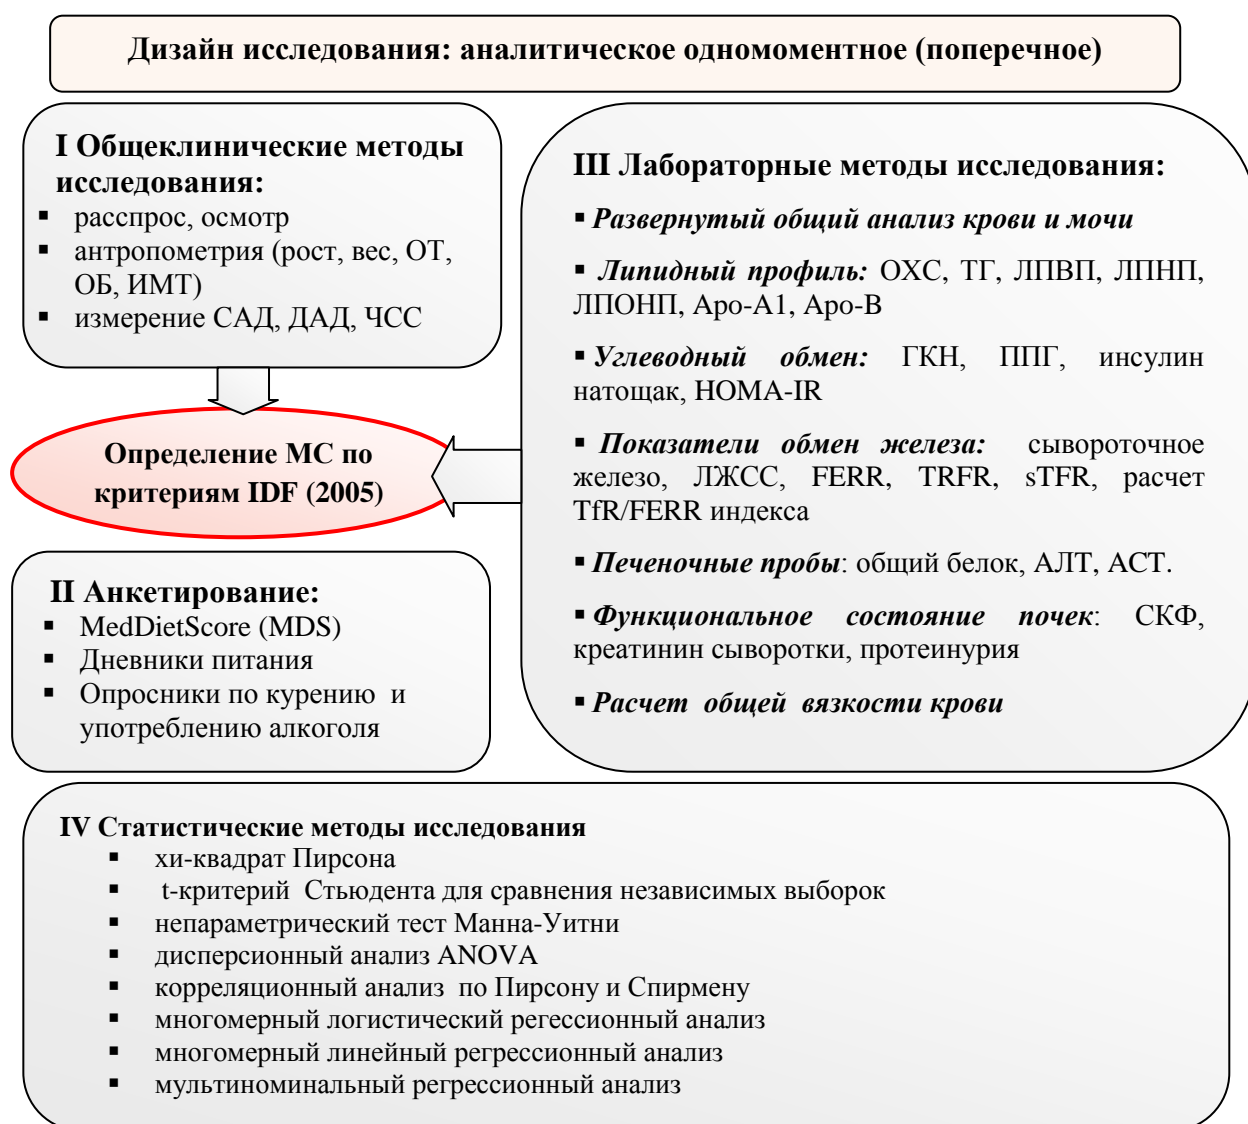 Дизайн исследования: аналитическое одномоментное (поперечное)
I Общеклинические методы
исследования:
▪ расспрос, осмотр
▪ антропометрия (рост, вес, ОТ,
ОБ, ИМТ)
▪ измерение САД, ДАД, ЧСС
Определение МС по
критериям IDF (2005)
II Анкетирование:
▪ MedDietScore (MDS)
▪ Дневники питания
▪ Опросники по курению и
употреблению алкоголя
III Лабораторные методы исследования:
▪ Развернутый общий анализ крови и мочи
▪ Липидный профиль: ОХС, ТГ, ЛПВП, ЛПНП,
ЛПОНП, Apo-A1, Apo-B
▪ Углеводный обмен: ГКН, ППГ, инсулин
натощак, HOMA-IR
▪ Показатели обмен железа: сывороточное
железо, ЛЖСС, FERR, TRFR, sTFR, расчет
TfR/FERR индекса
▪ Печеночные пробы: общий белок, АЛТ, АСТ.
▪ Функциональное состояние почек: СКФ,
креатинин сыворотки, протеинурия
▪ Расчет общей вязкости крови
IV Статистические методы исследования
▪ хи-квадрат Пирсона
▪ t-критерий Стьюдента для сравнения независимых выборок
▪ непараметрический тест Манна-Уитни
▪ дисперсионный анализ ANOVA
▪ корреляционный анализ по Пирсону и Спирмену
▪ многомерный логистический регессионный анализ
▪ многомерный линейный регрессионный анализ
▪ мультиноминальный регрессионный анализ